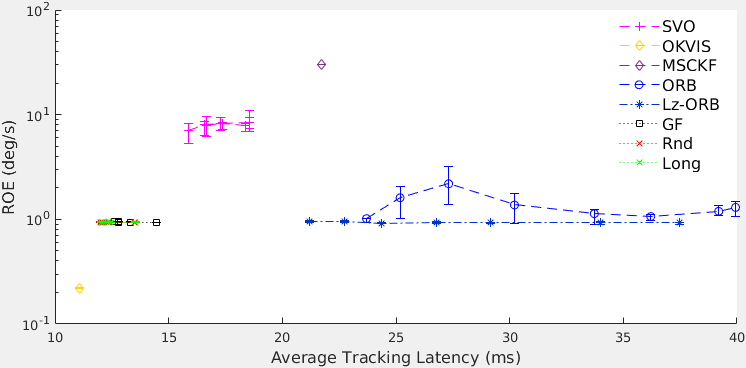 10^2
10^1
10^0
10^-1
ROE (deg/s)
10 15 20 25 30 35 40
Average Tracking Latency (ms)
SVO
OKVIS
MSCKF
ORB
Lz-ORB
GF
Rnd
Long